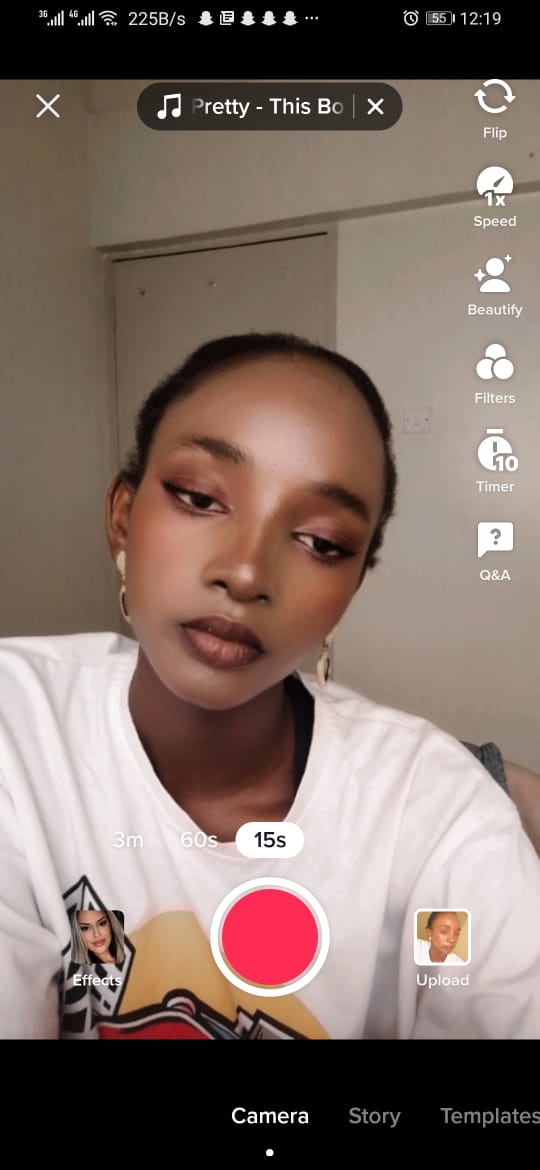 3G 4G 225B/s ... 55 12:19
Pretty - This Bo
Flip
1x
Speed
Beautify
Filters
10
Timer
?
Q&A
3m 60s 15s
Effects
Upload
Camera Story Templates